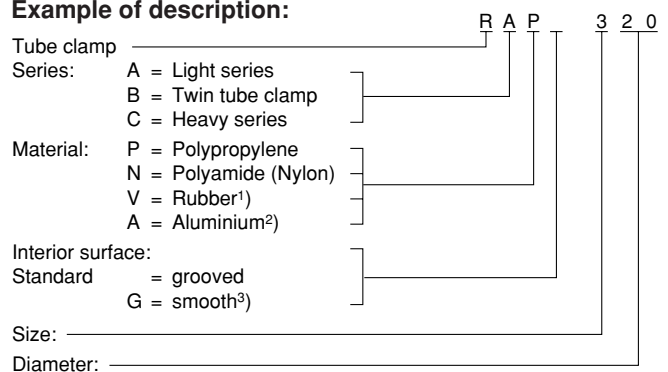 Example of description:
R A P _ 3 2 0
Tube clamp
Series: A = Light series
B = Twin tube clamp
C = Heavy series
Material: P = Polypropylene
N = Polyamide (Nylon)
V = Rubber¹)
A = Aluminium²)
Interior surface:
Standard = grooved
G = smooth³)
Size:
Diameter: